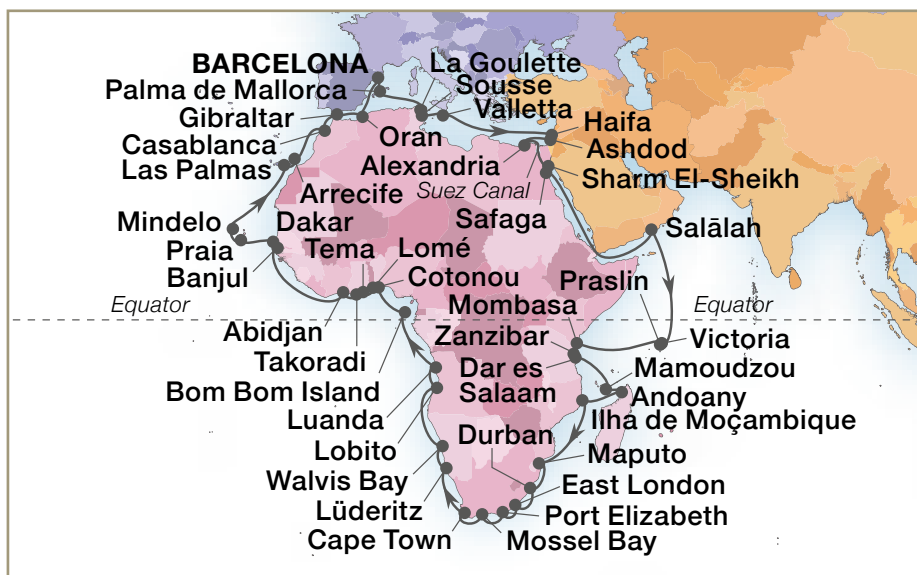 BARCELONA
La Goulette
Palma de Mallorca
Sousse
Valletta
Gibraltar
Haifa
Casablanca
Oran
Ashdod
Las Palmas
Alexandria
Sharm El-Sheikh
Arrecife
Suez Canal
Safaga
Mindelo
Dakar
Salālah
Praia
Tema
Lomé
Banjul
Cotonou
Praslin
Equator
Mombasa
Equator
Abidjan
Zanzibar
Victoria
Takoradi
Dar es
Salaam
Mamoudzou
Bom Bom Island
Andoany
Luanda
Ilha de Moçambique
Lobito
Durban
Maputo
Walvis Bay
East London
Lüderitz
Port Elizabeth
Cape Town
Mossel Bay